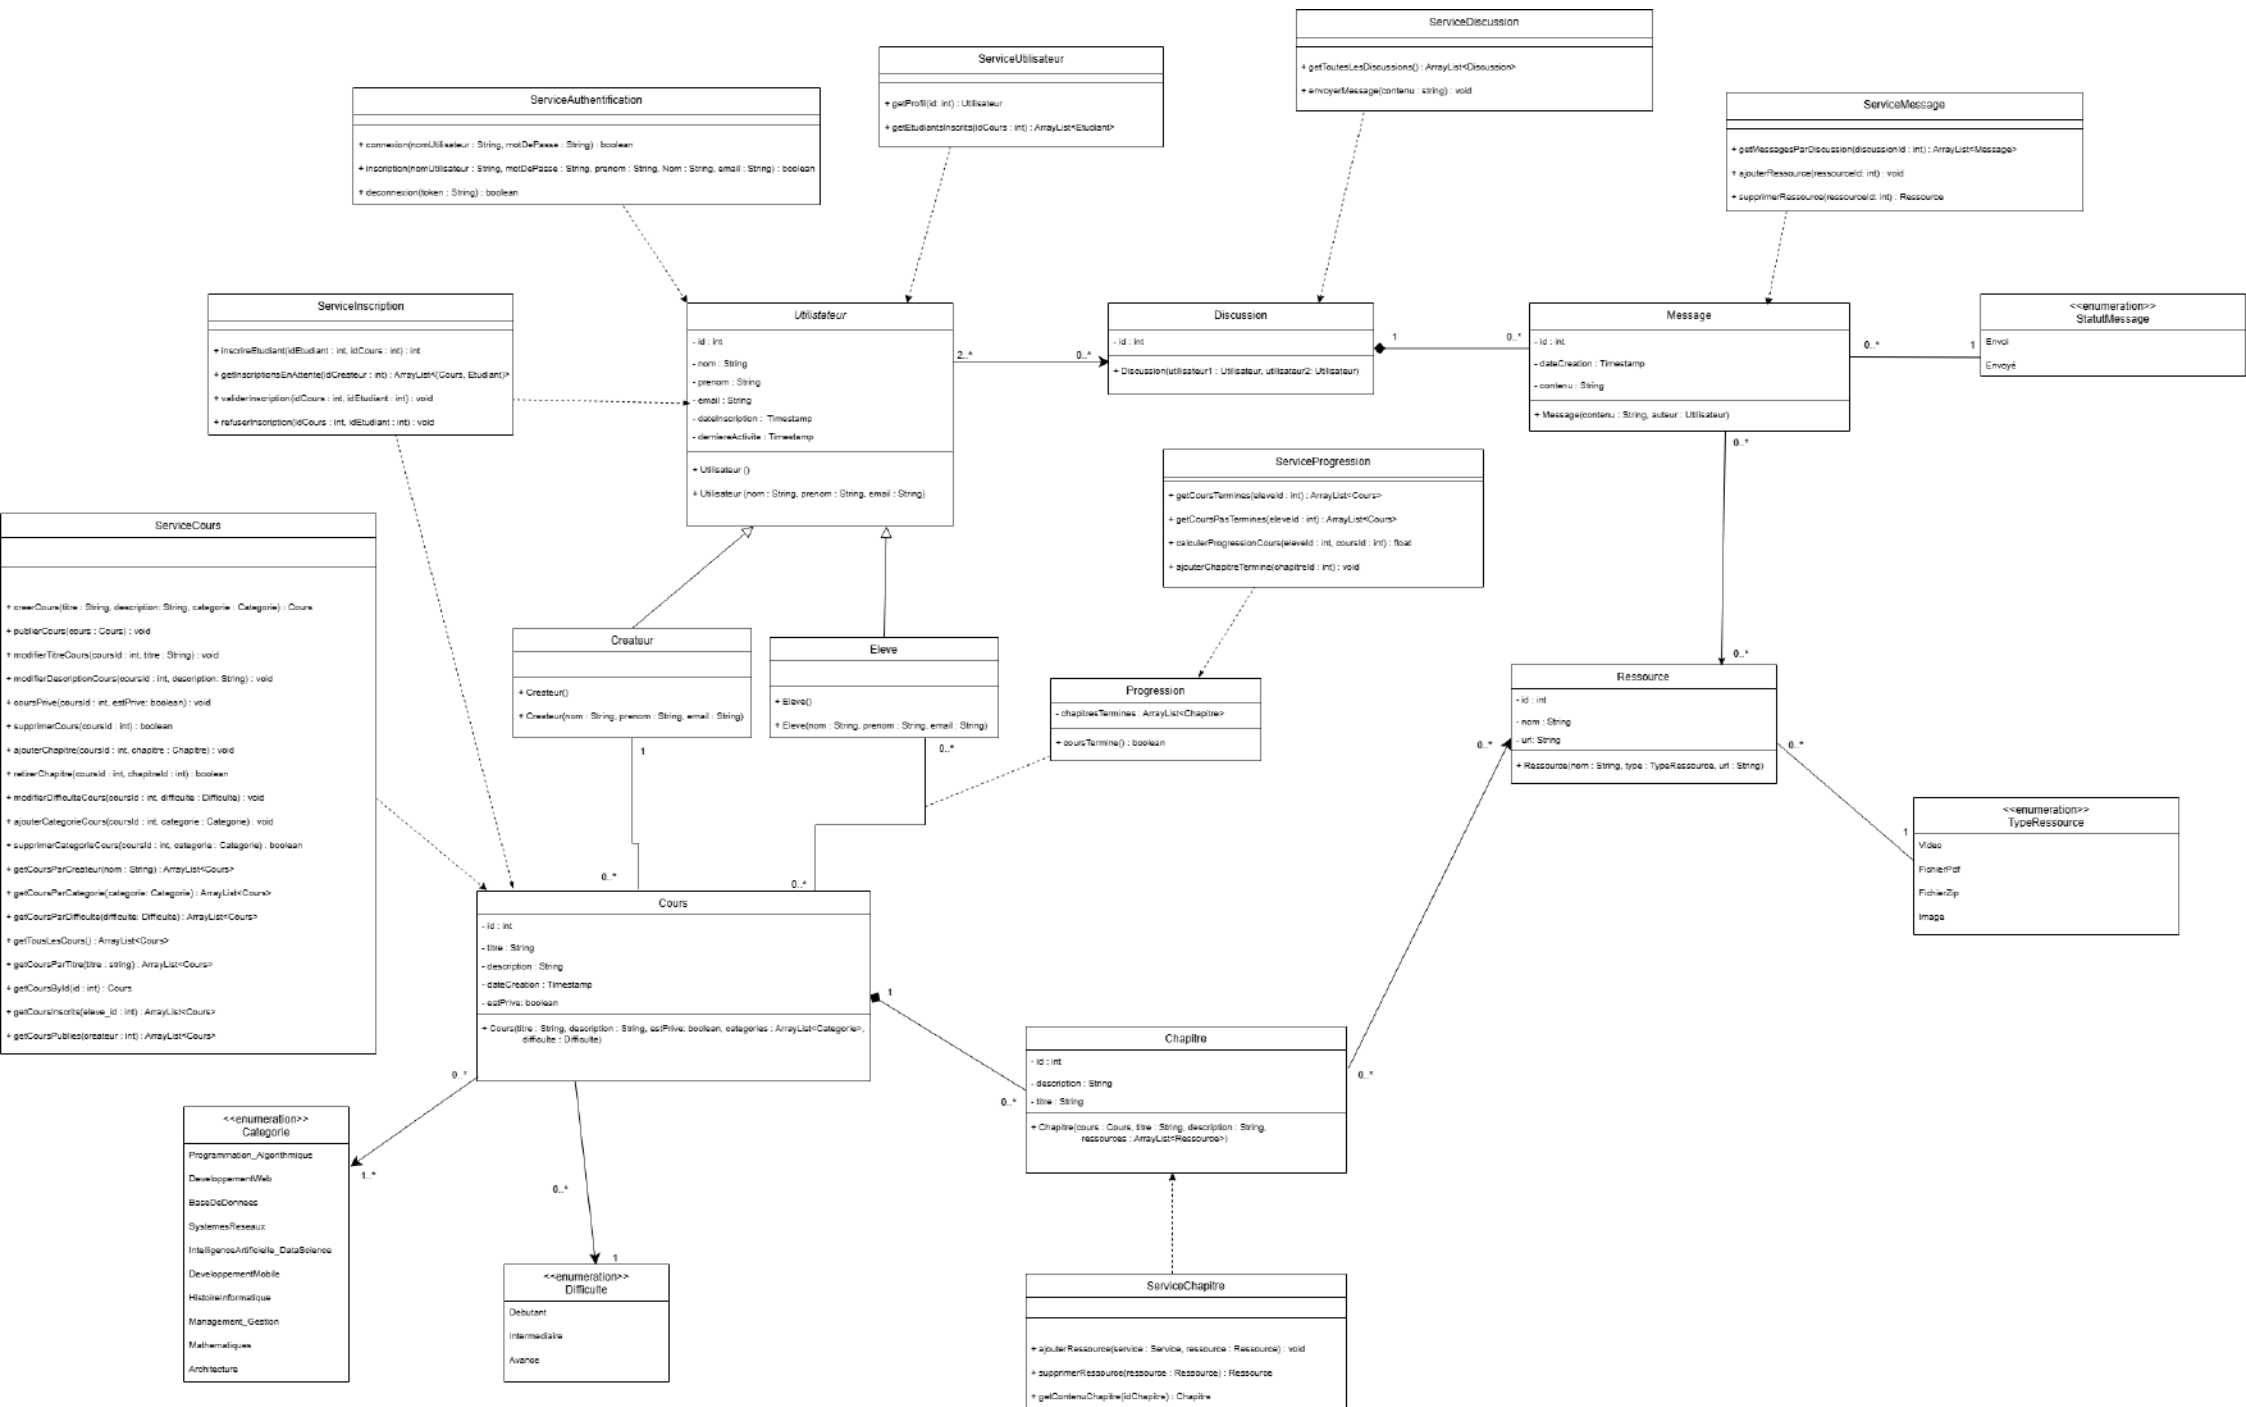 ServiceDiscussion
+ getToutesLesDiscussions() : ArrayList<Discussion>
+ envoyerMessage(contenu : string) : void
ServiceUtilisateur
+ getProfil(id: int) : Utilisateur
+ getEtudiantsInscrits(idCours : int) : ArrayList<Etudiant>
ServiceAuthentification
+ connexion(nomUtilisateur : String, motDePasse : String) : boolean
+ inscription(nomUtilisateur : String, motDePasse : String, prenom : String, Nom : String, email : String) : boolean
+ deconnexion(token : String) : boolean
ServiceMessage
+ getMessagesParDiscussion(discussionId : int) : ArrayList<Message>
+ ajouterRessource(ressourceId: int) : void
+ supprimerRessource(ressourceId: int) : Ressource
ServiceInscription
+ inscrireEtudiant(idEtudiant : int, idCours : int) : int
+ getInscriptionsEnAttente(idCreateur : int) : ArrayList<(Cours, Etudiant)>
+ validerInscription(idCours : int, idEtudiant : int) : void
+ refuserInscription(idCours : int, idEtudiant : int) : void
Utilistateur
- id : int
- nom : String
- prenom : String
- email : String
- dateInscription : Timestamp
- derniereActivite : Timestamp
+ Utilisateur ()
+ Utilisateur (nom : String, prenom : String, email : String)
2..*
0..*
Discussion
- id : int
+ Discussion(utilisateur1 : Utilisateur, utilisateur2: Utilisateur)
1
0..*
Message
- id : int
- dateCreation : Timestamp
- contenu : String
+ Message(contenu : String, auteur : Utilisateur)
0..*
1
<<enumeration>>
StatutMessage
Envoi
Envoyé
0..*
0..*
ServiceProgression
+ getCoursTermines(eleveId : int) : ArrayList<Cours>
+ getCoursPasTermines(eleveId : int) : ArrayList<Cours>
+ calculerProgressionCours(eleveId : int, coursId : int) : float
+ ajouterChapitreTermine(chapitreId : int) : void
ServiceCours
+ creerCours(titre : String, description: String, categorie : Categorie) : Cours
+ publierCours(cours : Cours) : void
+ modifierTitreCours(coursId : int, titre : String) : void
+ modifierDescriptionCours(coursId : int, description: String) : void
+ coursPrive(coursId : int, estPrive: boolean) : void
+ supprimerCours(coursId : int) : boolean
+ ajouterChapitre(coursId : int, chapitre : Chapitre) : void
+ retirerChapitre(coursId : int, chapitreId : int) : boolean
+ modifierDifficulteCours(coursId : int, difficulte : Difficulte) : void
+ ajouterCategorieCours(coursId : int, categorie : Categorie) : void
+ supprimerCategorieCours(coursId : int, categorie : Categorie) : boolean
+ getCoursParCreateur(nom : String) : ArrayList<Cours>
+ getCoursParCategorie(categorie: Categorie) : ArrayList<Cours>
+ getCoursParDifficulte(difficulte: Difficulte) : ArrayList<Cours>
+ getTousLesCours() : ArrayList<Cours>
+ getCoursParTitre(titre : string) : ArrayList<Cours>
+ getCoursById(id : int) : Cours
+ getCoursInscrits(eleve_id : int) : ArrayList<Cours>
+ getCoursPublies(createur : int) : ArrayList<Cours>
Createur
+ Createur()
+ Createur(nom : String, prenom : String, email : String)
1
0..*
Eleve
+ Eleve()
+ Eleve(nom : String, prenom : String, email : String)
0..*
0..*
Progression
- chapitresTermines : ArrayList<Chapitre>
+ coursTermine() : boolean
Ressource
- id : int
- nom : String
- url: String
+ Ressource(nom : String, type : TypeRessource, url : String)
0..*
0..*
1
<<enumeration>>
TypeRessource
Video
FichierPdf
FichierZip
Image
Cours
- id : int
- titre : String
- description : String
- dateCreation : Timestamp
- estPrive: boolean
+ Cours(titre : String, description : String, estPrive: boolean, categories : ArrayList<Categorie>,
difficulte : Difficulte)
1
0..*
Chapitre
- id : int
- description : String
- titre : String
+ Chapitre(cours : Cours, titre : String, description : String,
ressources : ArrayList<Ressource>)
0..*
0..*
1..*
<<enumeration>>
Categorie
Programmation_Algorithmique
DeveloppementWeb
BaseDeDonnees
SystemesReseaux
IntelligenceArtificielle_DataScience
DeveloppementMobile
HistoireInformatique
Management_Gestion
Mathematiques
Architecture
0..*
1
<<enumeration>>
Difficulte
Debutant
Intermediaire
Avance
ServiceChapitre
+ ajouterRessource(service : Service, ressource : Ressource) : void
+ supprimerRessource(ressource : Ressource) : Ressource
+ getContenuChapitre(idChapitre) : Chapitre